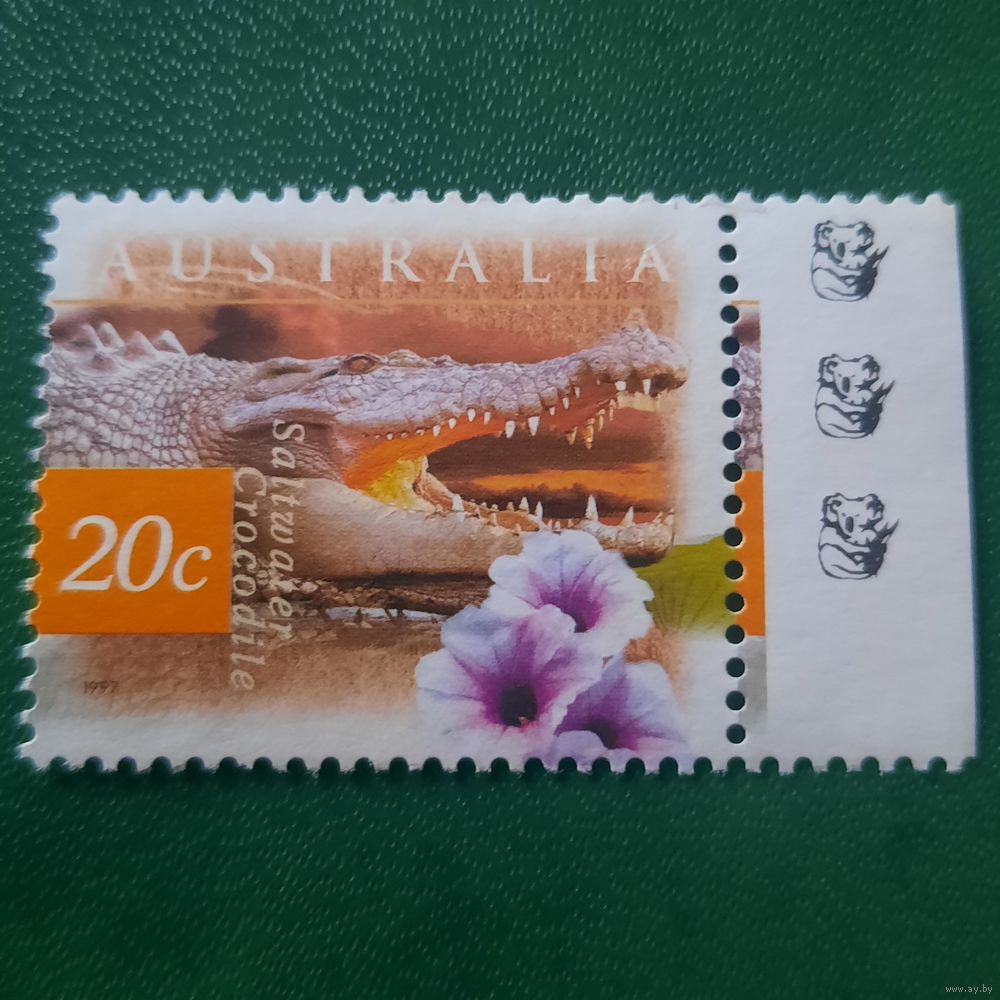 AUSTRALIA
Saltwater
Crocodile
20c
1997
www.ay.by